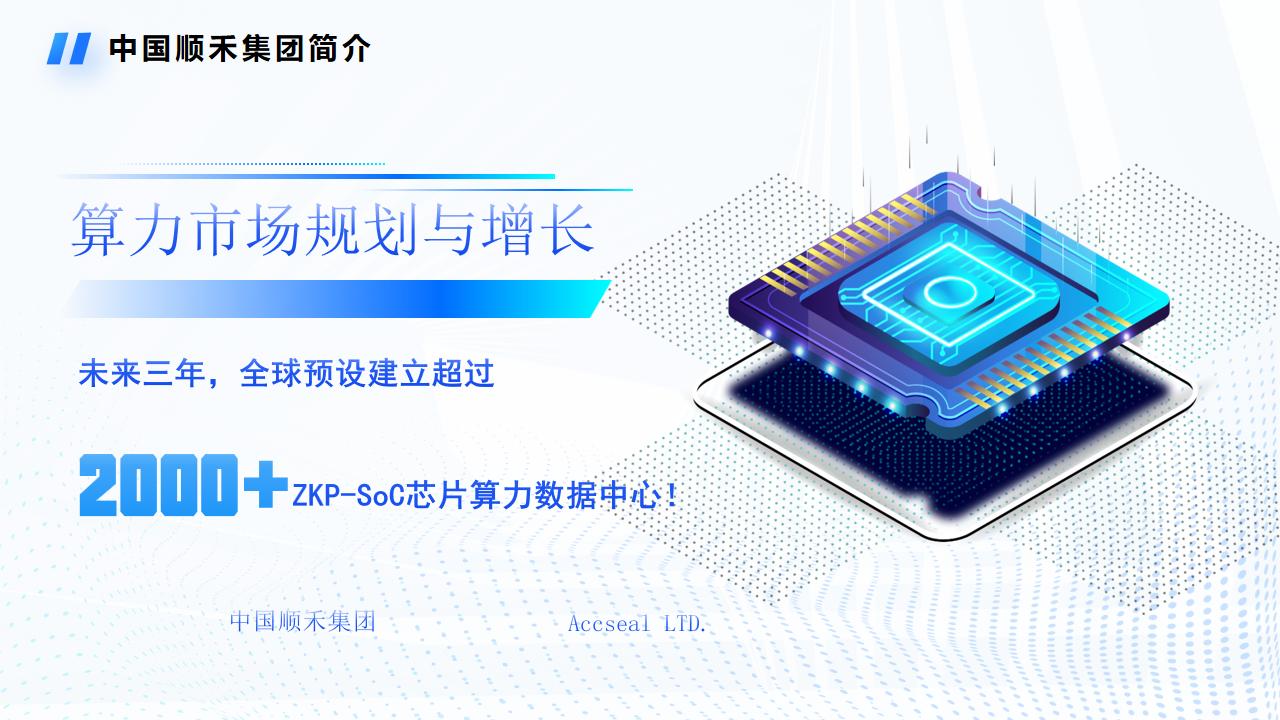 中国顺禾集团简介
算力市场规划与增长
未来三年，全球预设建立超过
2000+ZKP-SoC芯片算力数据中心！
中国顺禾集团 Accseal LTD.